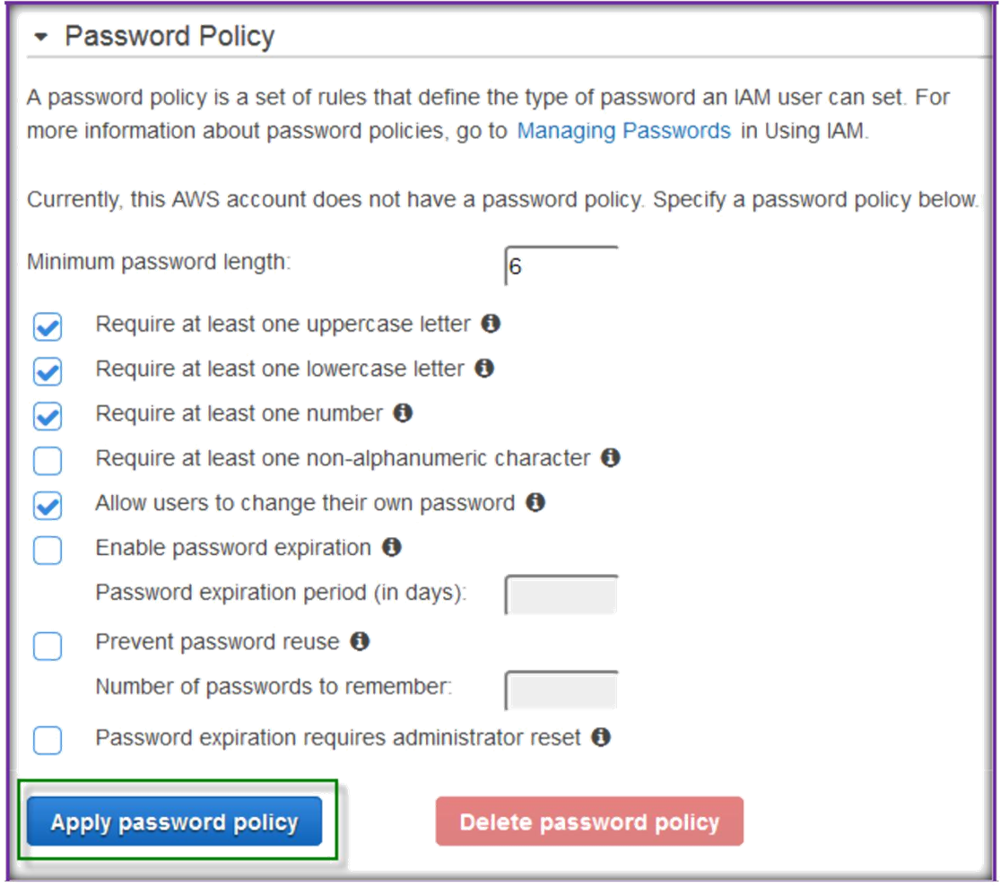 Password Policy
A password policy is a set of rules that define the type of password an IAM user can set. For
more information about password policies, go to Managing Passwords in Using IAM.
Currently, this AWS account does not have a password policy. Specify a password policy below.
Minimum password length: 6
Require at least one uppercase letter
Require at least one lowercase letter
Require at least one number
Require at least one non-alphanumeric character
Allow users to change their own password
Enable password expiration
Password expiration period (in days):
Prevent password reuse
Number of passwords to remember:
Password expiration requires administrator reset
Apply password policy Delete password policy